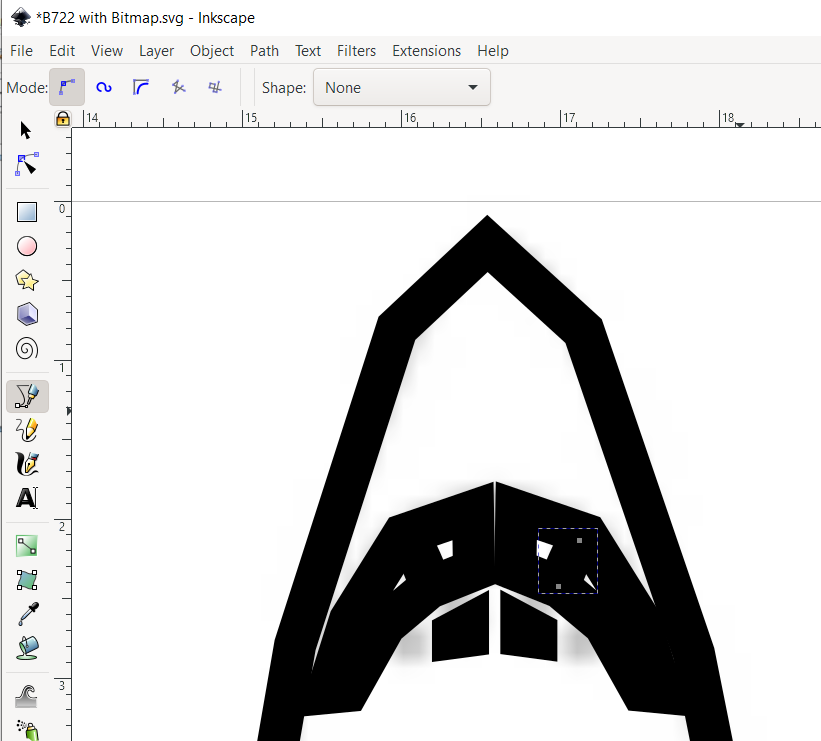 *B722 with Bitmap.svg - Inkscape
File Edit View Layer Object Path Text Filters Extensions Help
Mode: Shape: None
14 15 16 17 18
0
1
2
3